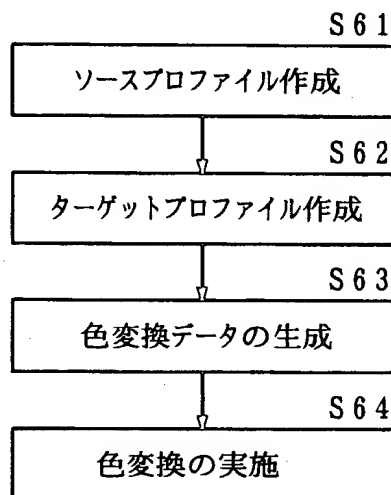 S61
ソースプロファイル作成
S62
ターゲットプロファイル作成
S63
色変換データの生成
S64
色変換の実施